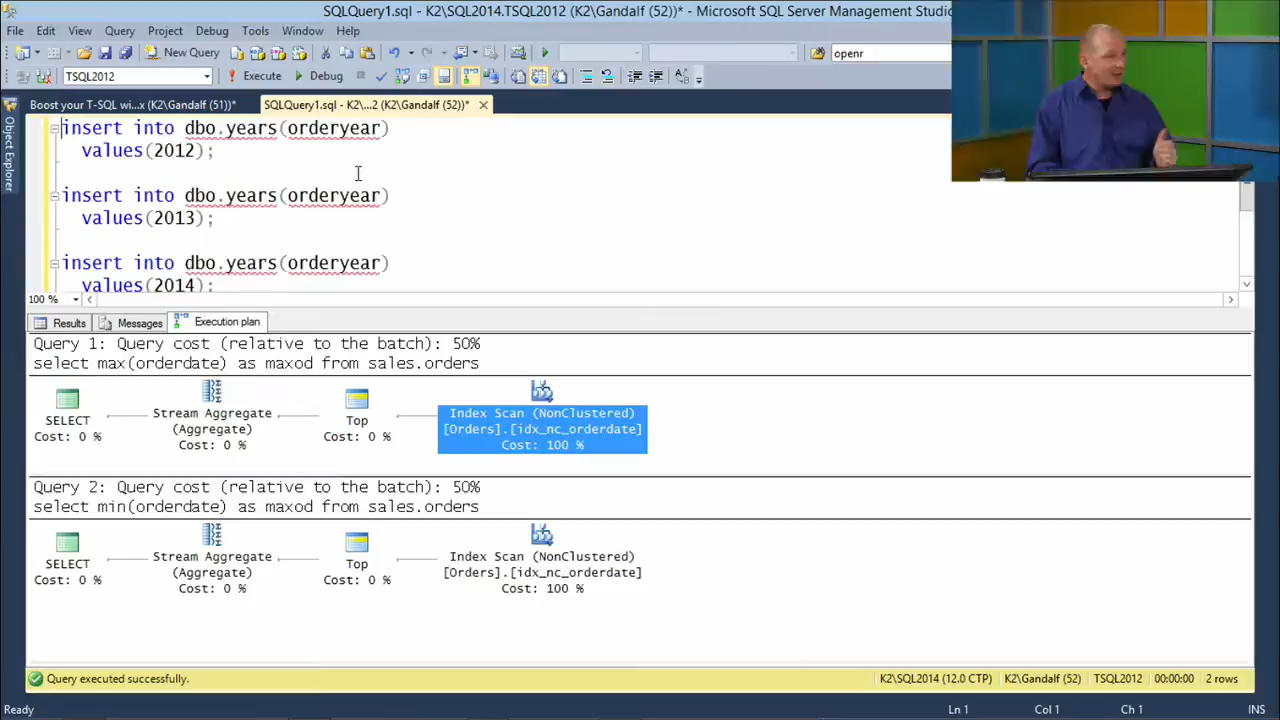 SQLQuery1.sql - K2\SQL2014.TSQL2012 (K2\Gandalf (52))* - Microsoft SQL Server Management Studio
File Edit View Query Project Debug Tools Window Help
New Query openr
TSQL2012 Execute Debug
Boost your T-SQL wi...x (K2\Gandalf (51))* SQLQuery1.sql - K2\...2 (K2\Gandalf (52))*
Object Explorer
insert into dbo.years(orderyear)
values(2012);
insert into dbo.years(orderyear)
values(2013);
insert into dbo.years(orderyear)
values(2014);
100 %
Results Messages Execution plan
Query 1: Query cost (relative to the batch): 50%
select max(orderdate) as maxod from sales.orders
SELECT
Cost: 0 %
Stream Aggregate
(Aggregate)
Cost: 0 %
Top
Cost: 0 %
Index Scan (NonClustered)
[Orders].[idx_nc_orderdate]
Cost: 100 %
Query 2: Query cost (relative to the batch): 50%
select min(orderdate) as maxod from sales.orders
SELECT
Cost: 0 %
Stream Aggregate
(Aggregate)
Cost: 0 %
Top
Cost: 0 %
Index Scan (NonClustered)
[Orders].[idx_nc_orderdate]
Cost: 100 %
Query executed successfully. K2\SQL2014 (12.0 CTP) K2\Gandalf (52) TSQL2012 00:00:00 2 rows
Ready Ln 1 Col 1 Ch 1 INS